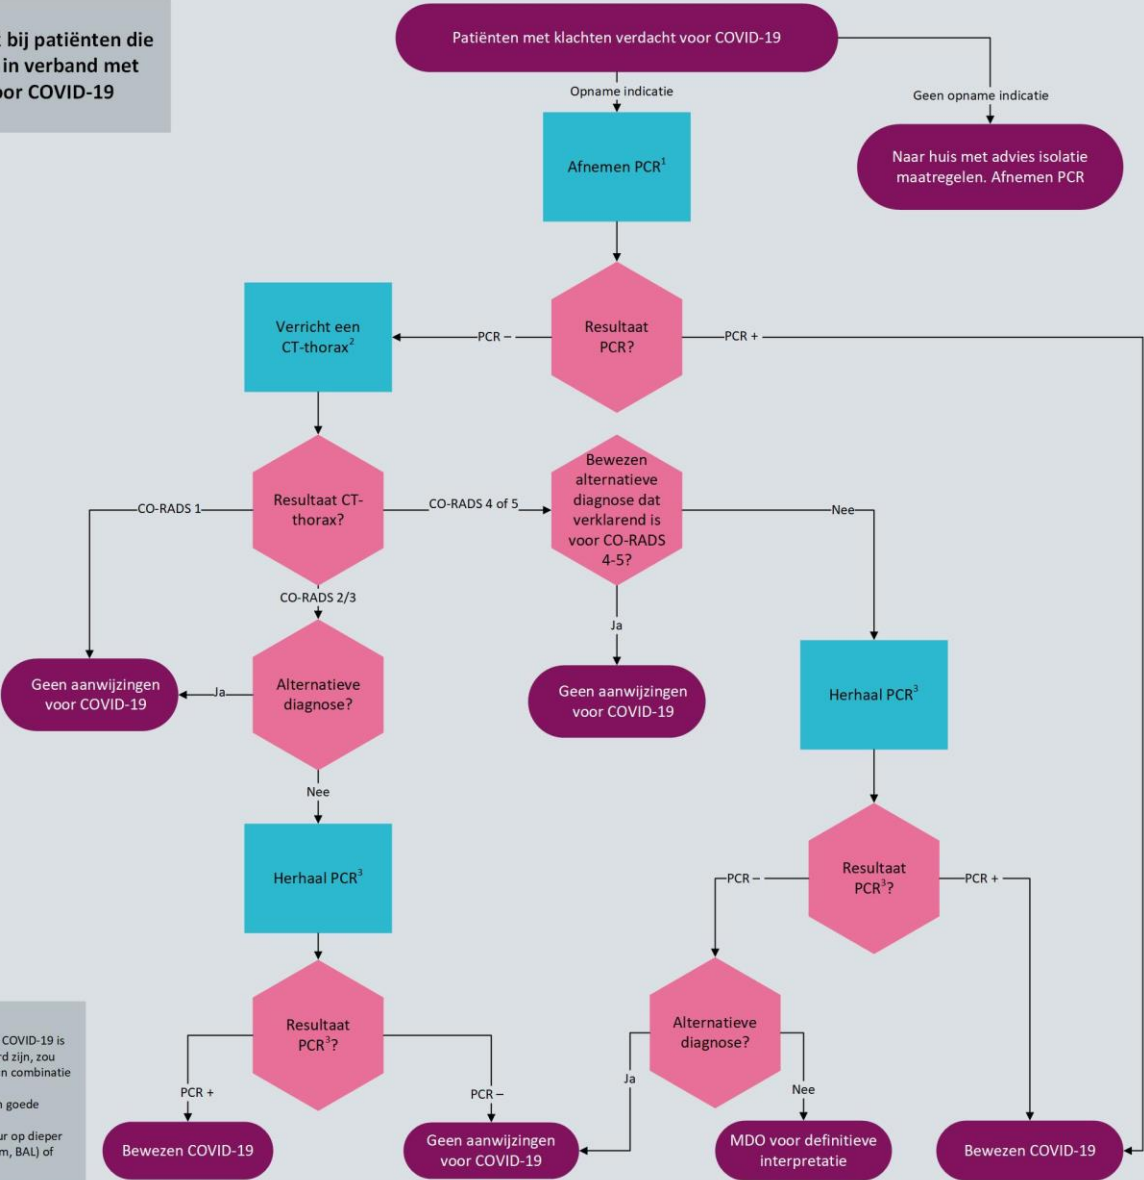 bij patiënten die
in verband met
COVID-19
Patiënten met klachten verdacht voor COVID-19
Opname indicatie
Geen opname indicatie
Afnemen PCR¹
Naar huis met advies isolatie
maatregelen. Afnemen PCR
Verricht een
CT-thorax²
PCR –
Resultaat
PCR?
PCR +
CO-RADS 1
Resultaat CT-
thorax?
CO-RADS 4 of 5
Bewezen
alternatieve
diagnose dat
verklarend is
voor CO-RADS
4-5?
Nee
CO-RADS 2/3
Ja
Geen aanwijzingen
voor COVID-19
Ja
Alternatieve
diagnose?
Geen aanwijzingen
voor COVID-19
Herhaal PCR³
Nee
Herhaal PCR³
PCR –
Resultaat
PCR³?
PCR +
Resultaat
PCR³?
Alternatieve
diagnose?
PCR +
PCR –
Ja
Nee
Bewezen COVID-19
Geen aanwijzingen
voor COVID-19
MDO voor definitieve
interpretatie
Bewezen COVID-19
COVID-19 is
zijn, zou
combinatie
goede
op dieper
BAL) of